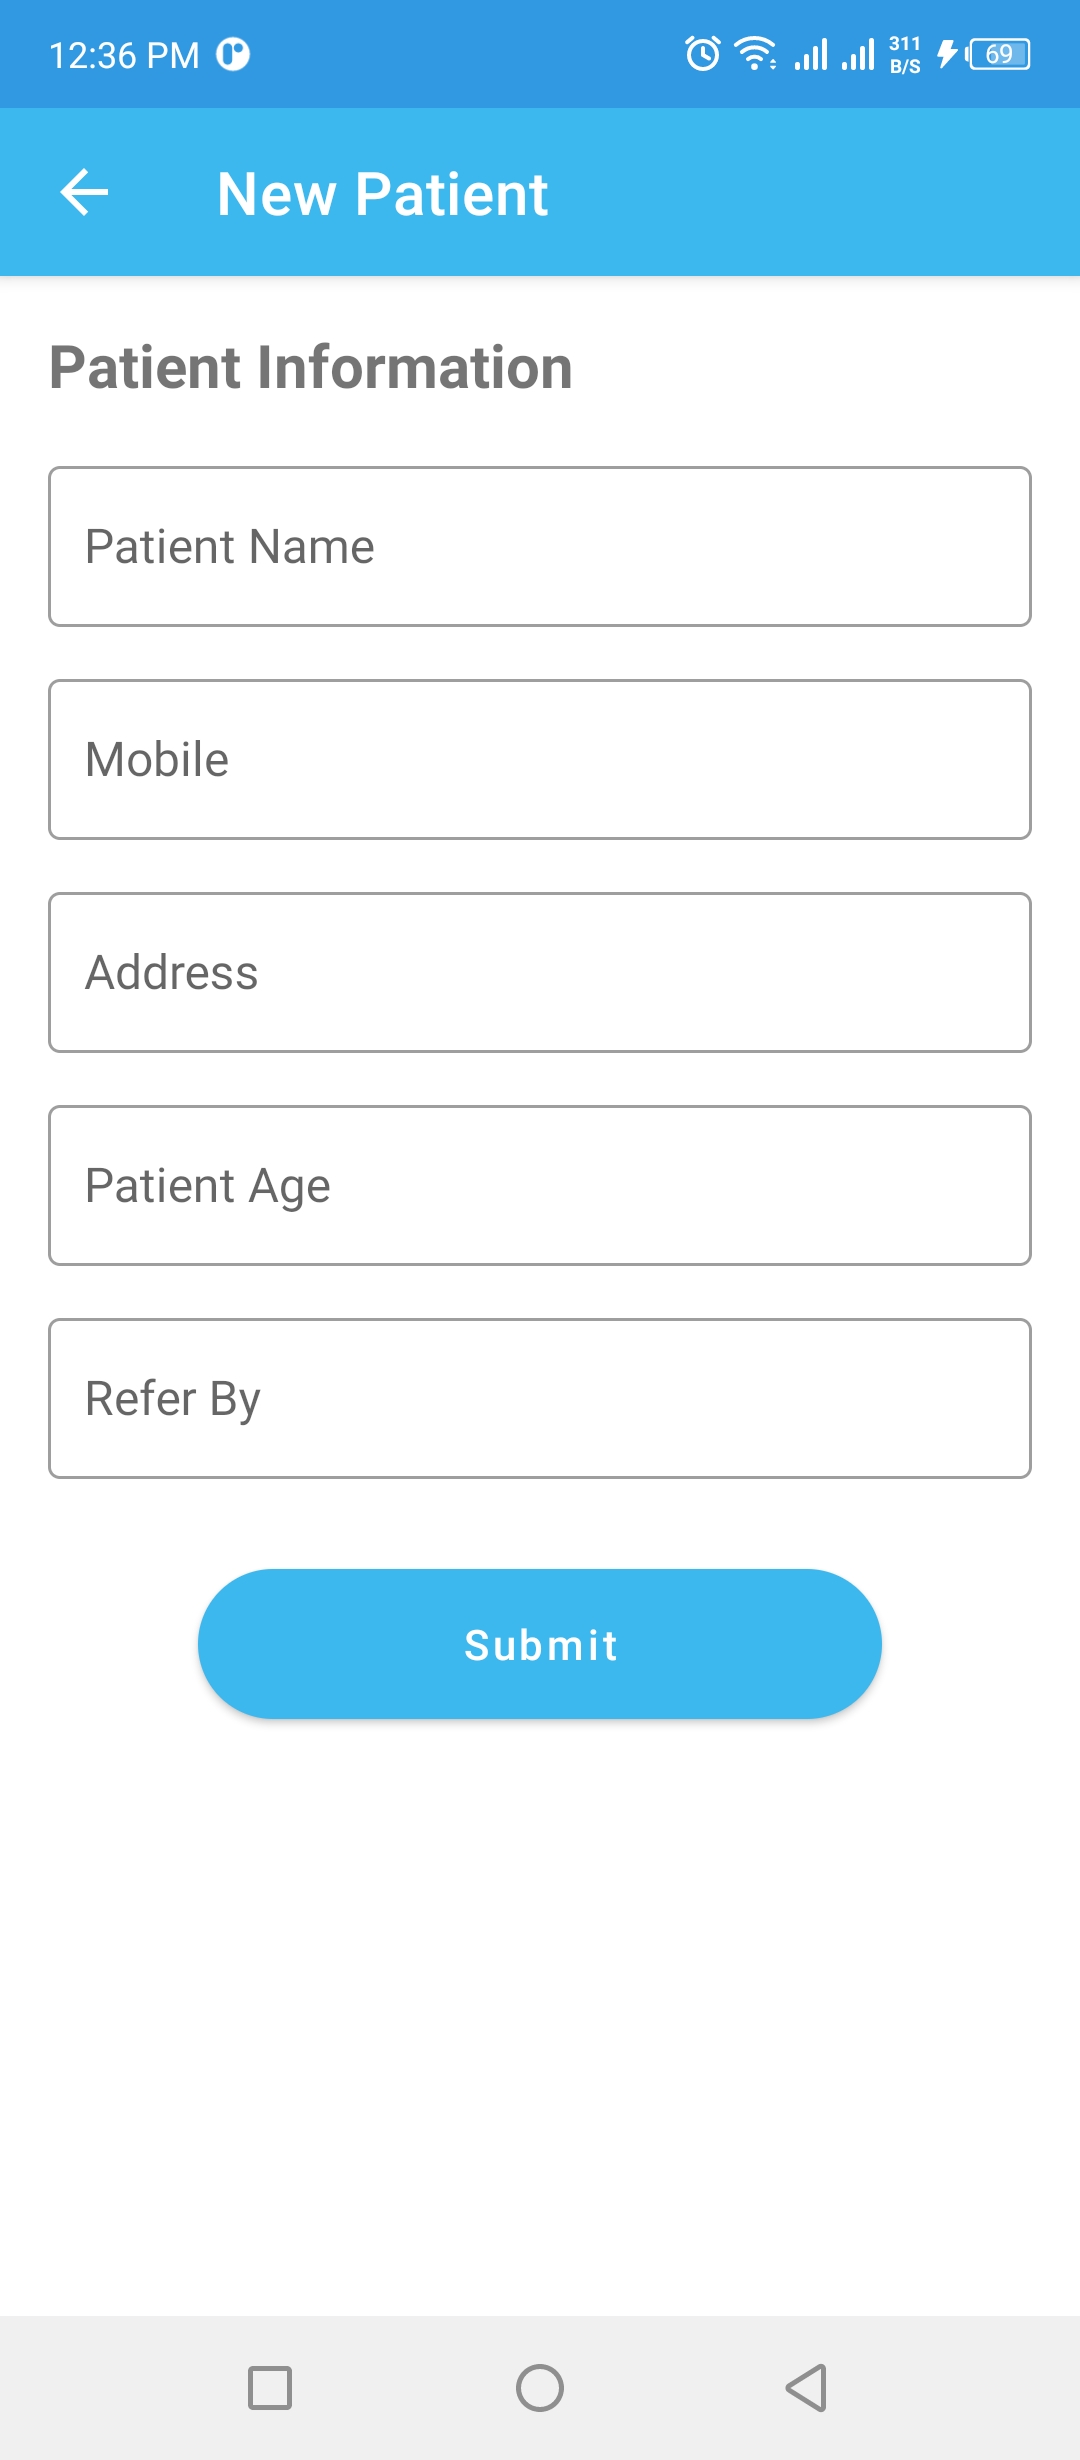 12:36 PM
311
B/S
69
New Patient
Patient Information
Patient Name
Mobile
Address
Patient Age
Refer By
Submit